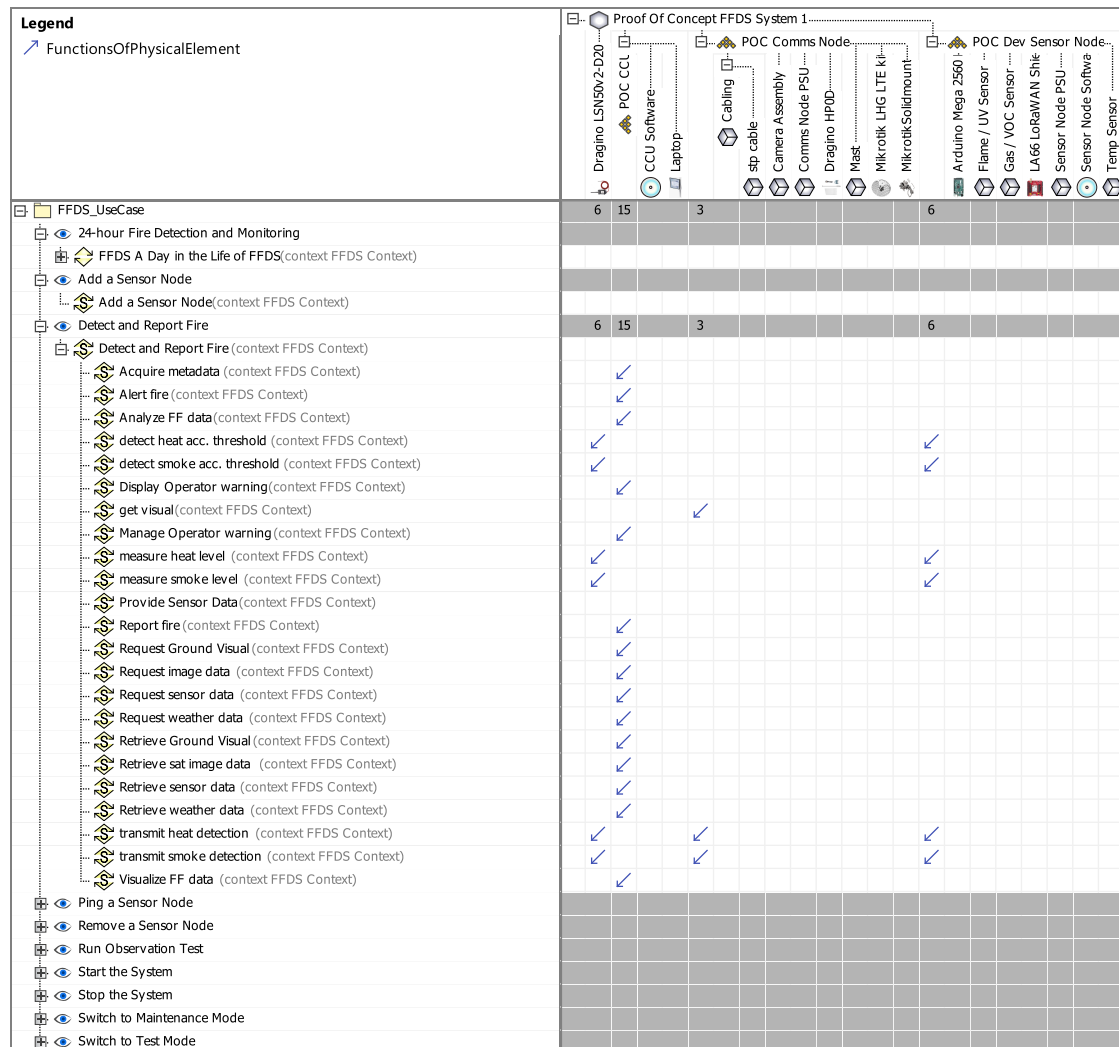 Legend
FunctionsOfPhysicalElement
Proof Of Concept FFDS System 1
POC Comms Node
POC Dev Sensor Node
Dragino LSN50v2-D20
POC CCU
CCU Software
Laptop
Cabling
stp cable
Camera Assembly
Comms Node PSU
Dragino HP0D
Mast
Mikrotik LHG LTE ki
MikrotikSolidmount
Arduino Mega 2560
Flame / UV Sensor
Gas / VOC Sensor
LA66 LoRaWAN Shie
Sensor Node PSU
Sensor Node Softwa
Temp Sensor
FFDS_UseCase 6 15 3 6
24-hour Fire Detection and Monitoring
FFDS A Day in the Life of FFDS(context FFDS Context)
Add a Sensor Node
Add a Sensor Node(context FFDS Context)
Detect and Report Fire 6 15 3 6
Detect and Report Fire (context FFDS Context)
Acquire metadata (context FFDS Context)
Alert fire (context FFDS Context)
Analyze FF data(context FFDS Context)
detect heat acc. threshold (context FFDS Context)
detect smoke acc. threshold (context FFDS Context)
Display Operator warning(context FFDS Context)
get visual(context FFDS Context)
Manage Operator warning (context FFDS Context)
measure heat level (context FFDS Context)
measure smoke level (context FFDS Context)
Provide Sensor Data(context FFDS Context)
Report fire (context FFDS Context)
Request Ground Visual (context FFDS Context)
Request image data (context FFDS Context)
Request sensor data (context FFDS Context)
Request weather data (context FFDS Context)
Retrieve Ground Visual (context FFDS Context)
Retrieve sat image data (context FFDS Context)
Retrieve sensor data (context FFDS Context)
Retrieve weather data (context FFDS Context)
transmit heat detection (context FFDS Context)
transmit smoke detection (context FFDS Context)
Visualize FF data (context FFDS Context)
Ping a Sensor Node
Remove a Sensor Node
Run Observation Test
Start the System
Stop the System
Switch to Maintenance Mode
Switch to Test Mode